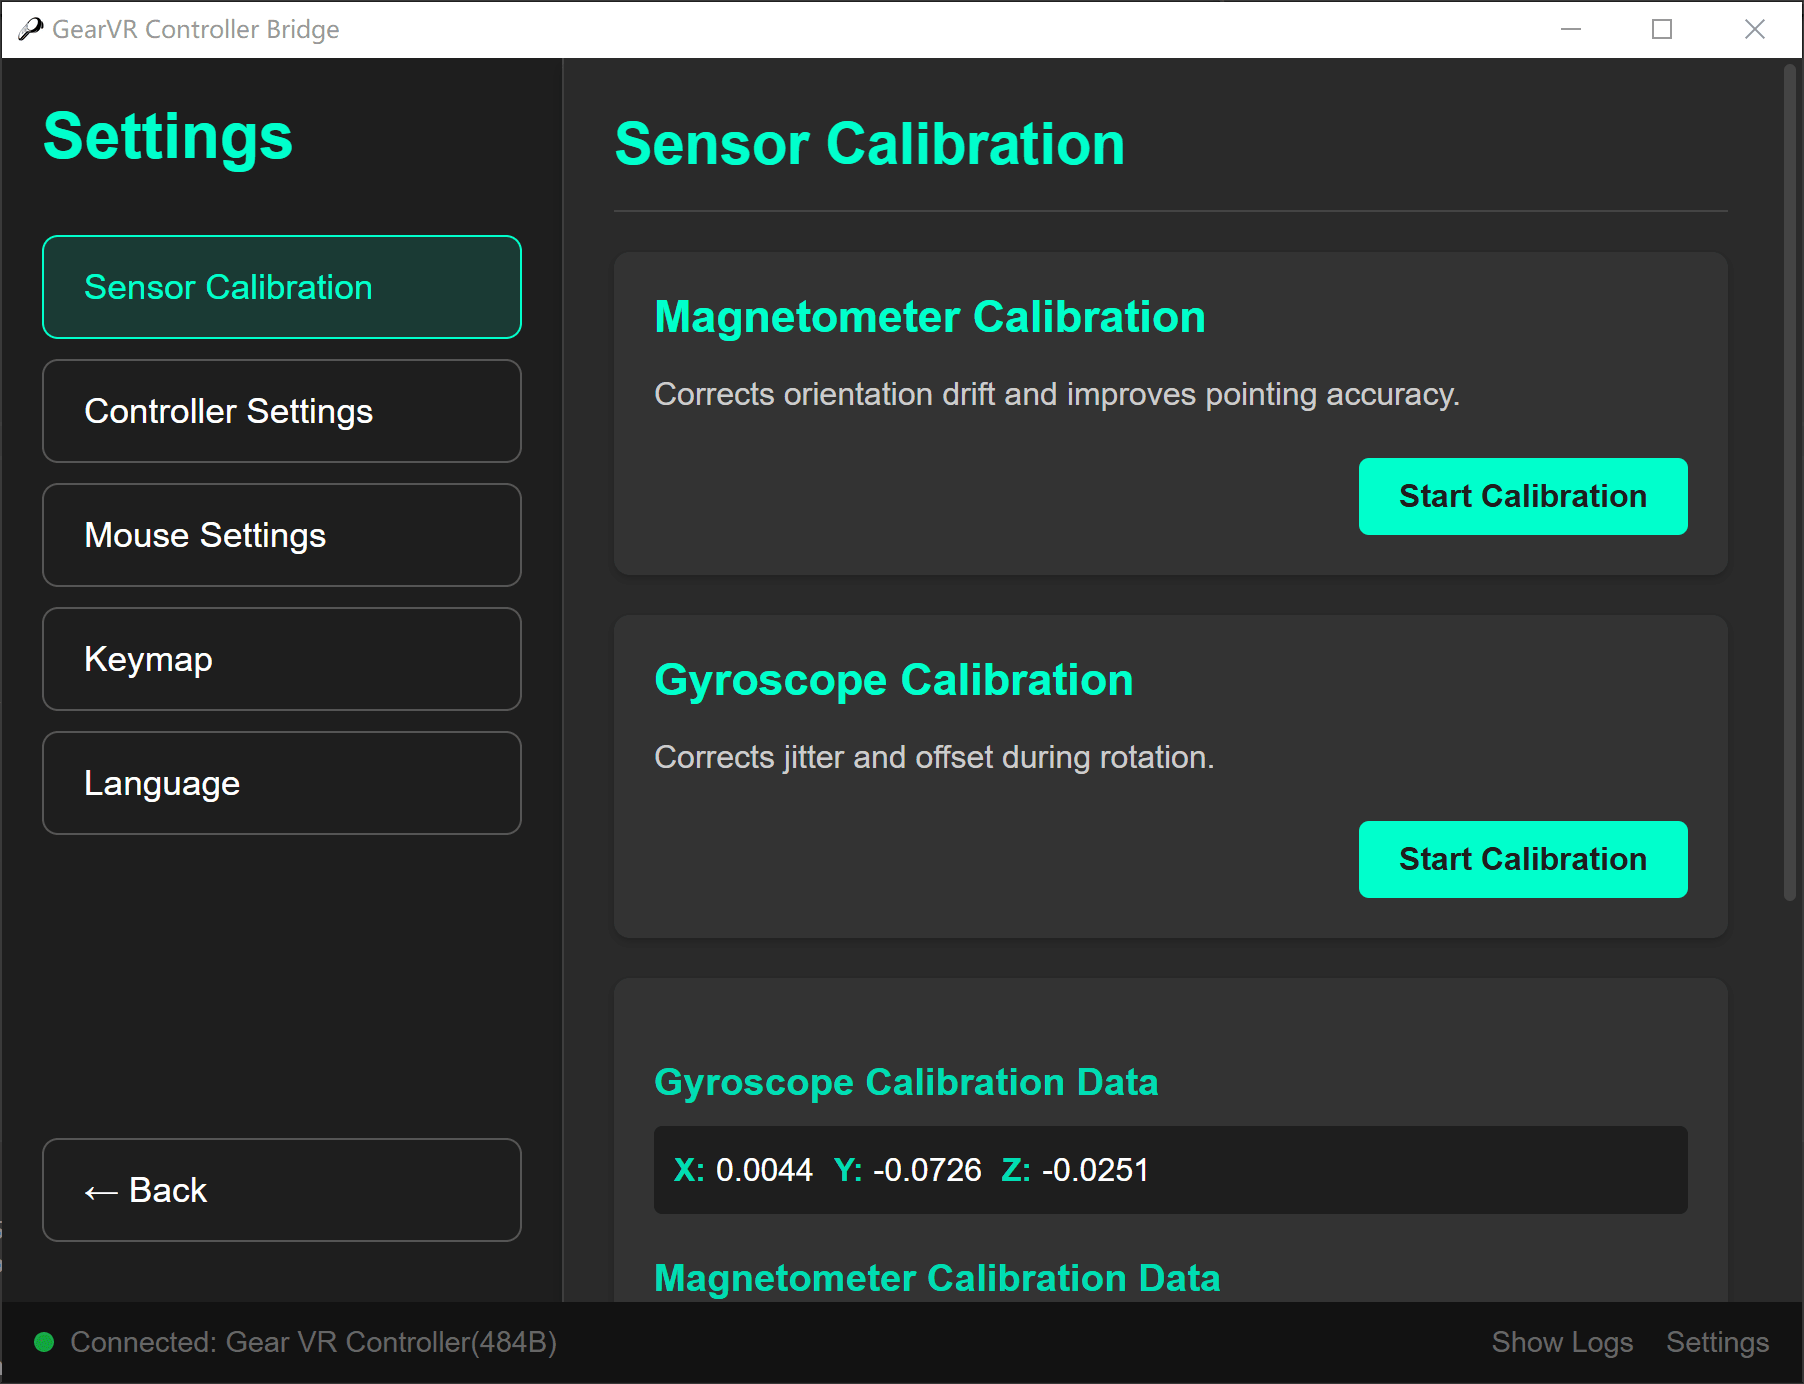 GearVR Controller Bridge
Settings
Sensor Calibration
Controller Settings
Mouse Settings
Keymap
Language
← Back
Sensor Calibration
Magnetometer Calibration
Corrects orientation drift and improves pointing accuracy.
Start Calibration
Gyroscope Calibration
Corrects jitter and offset during rotation.
Start Calibration
Gyroscope Calibration Data
X: 0.0044 Y: -0.0726 Z: -0.0251
Magnetometer Calibration Data
Connected: Gear VR Controller(484B)
Show Logs Settings